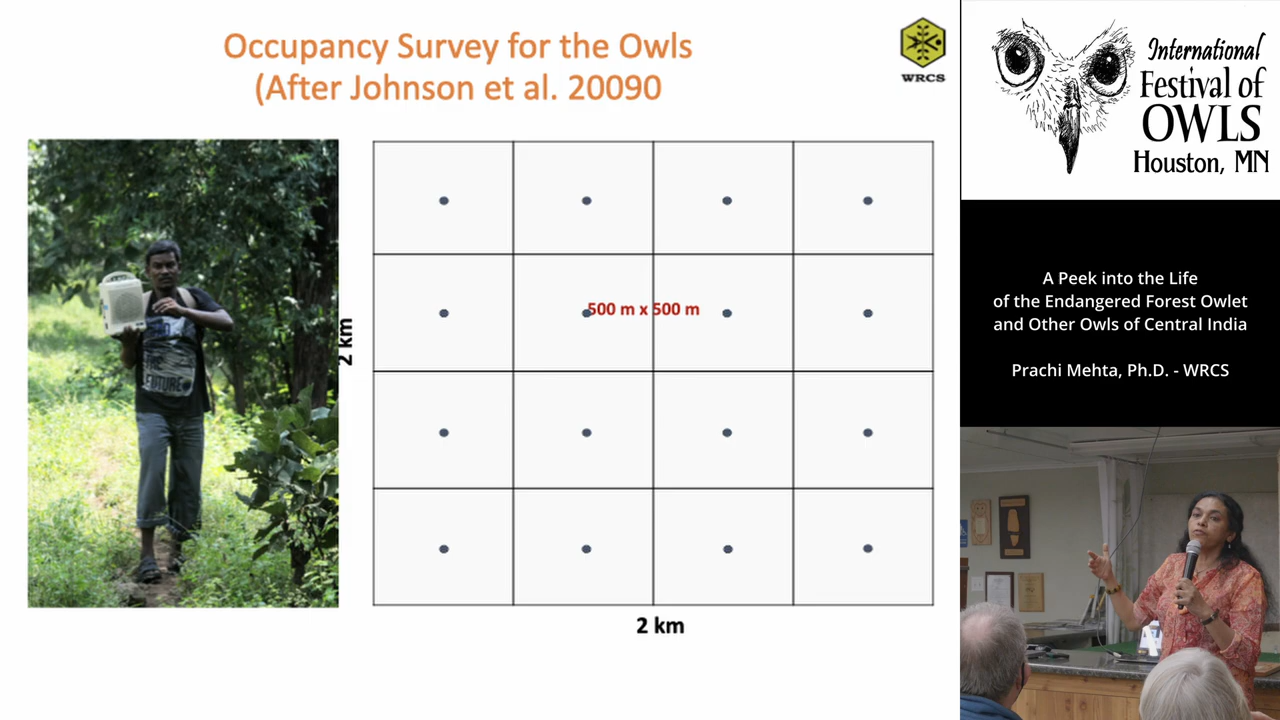 Occupancy Survey for the Owls
(After Johnson et al. 20090
WRCS
2 km
500 m x 500 m
2 km
FUTURE
International
Festival of
OWLS
Houston, MN
A Peek into the Life
of the Endangered Forest Owlet
and Other Owls of Central India
Prachi Mehta, Ph.D. - WRCS